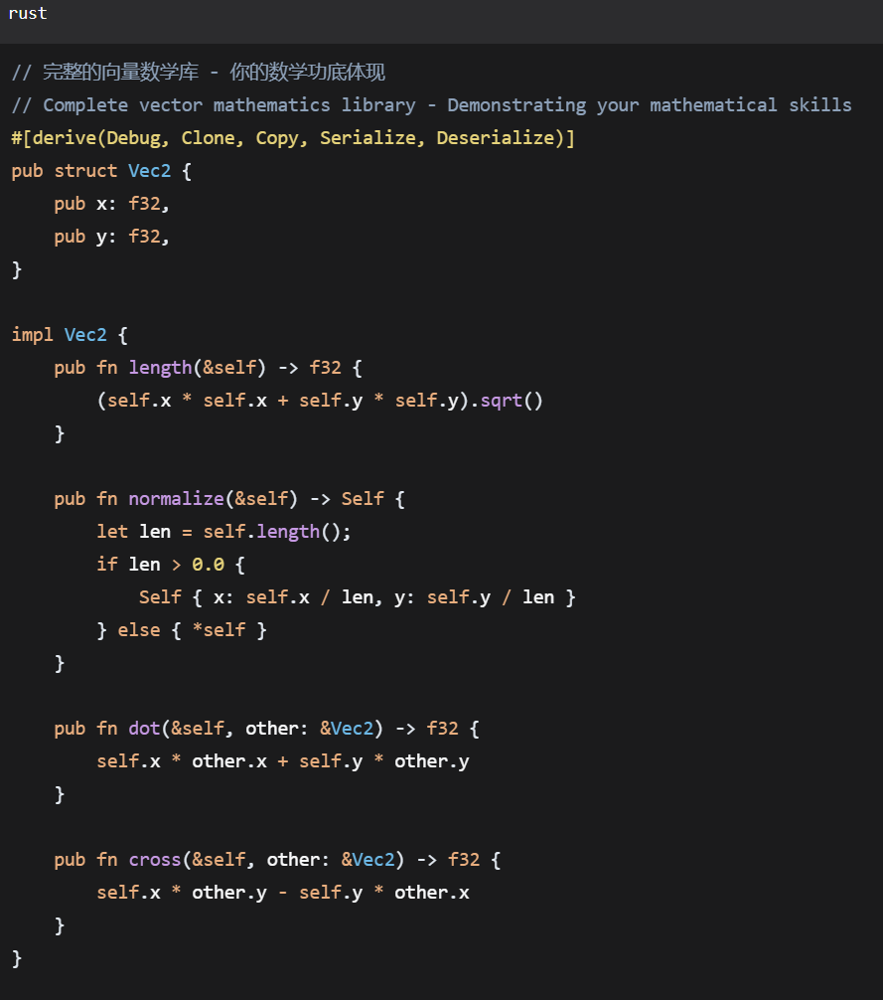 rust
// 完整的向量数学库 - 你的数学功底体现
// Complete vector mathematics library - Demonstrating your mathematical skills
#[derive(Debug, Clone, Copy, Serialize, Deserialize)]
pub struct Vec2 {
    pub x: f32,
    pub y: f32,
}

impl Vec2 {
    pub fn length(&self) -> f32 {
        (self.x * self.x + self.y * self.y).sqrt()
    }

    pub fn normalize(&self) -> Self {
        let len = self.length();
        if len > 0.0 {
            Self { x: self.x / len, y: self.y / len }
        } else { *self }
    }

    pub fn dot(&self, other: &Vec2) -> f32 {
        self.x * other.x + self.y * other.y
    }

    pub fn cross(&self, other: &Vec2) -> f32 {
        self.x * other.y - self.y * other.x
    }
}